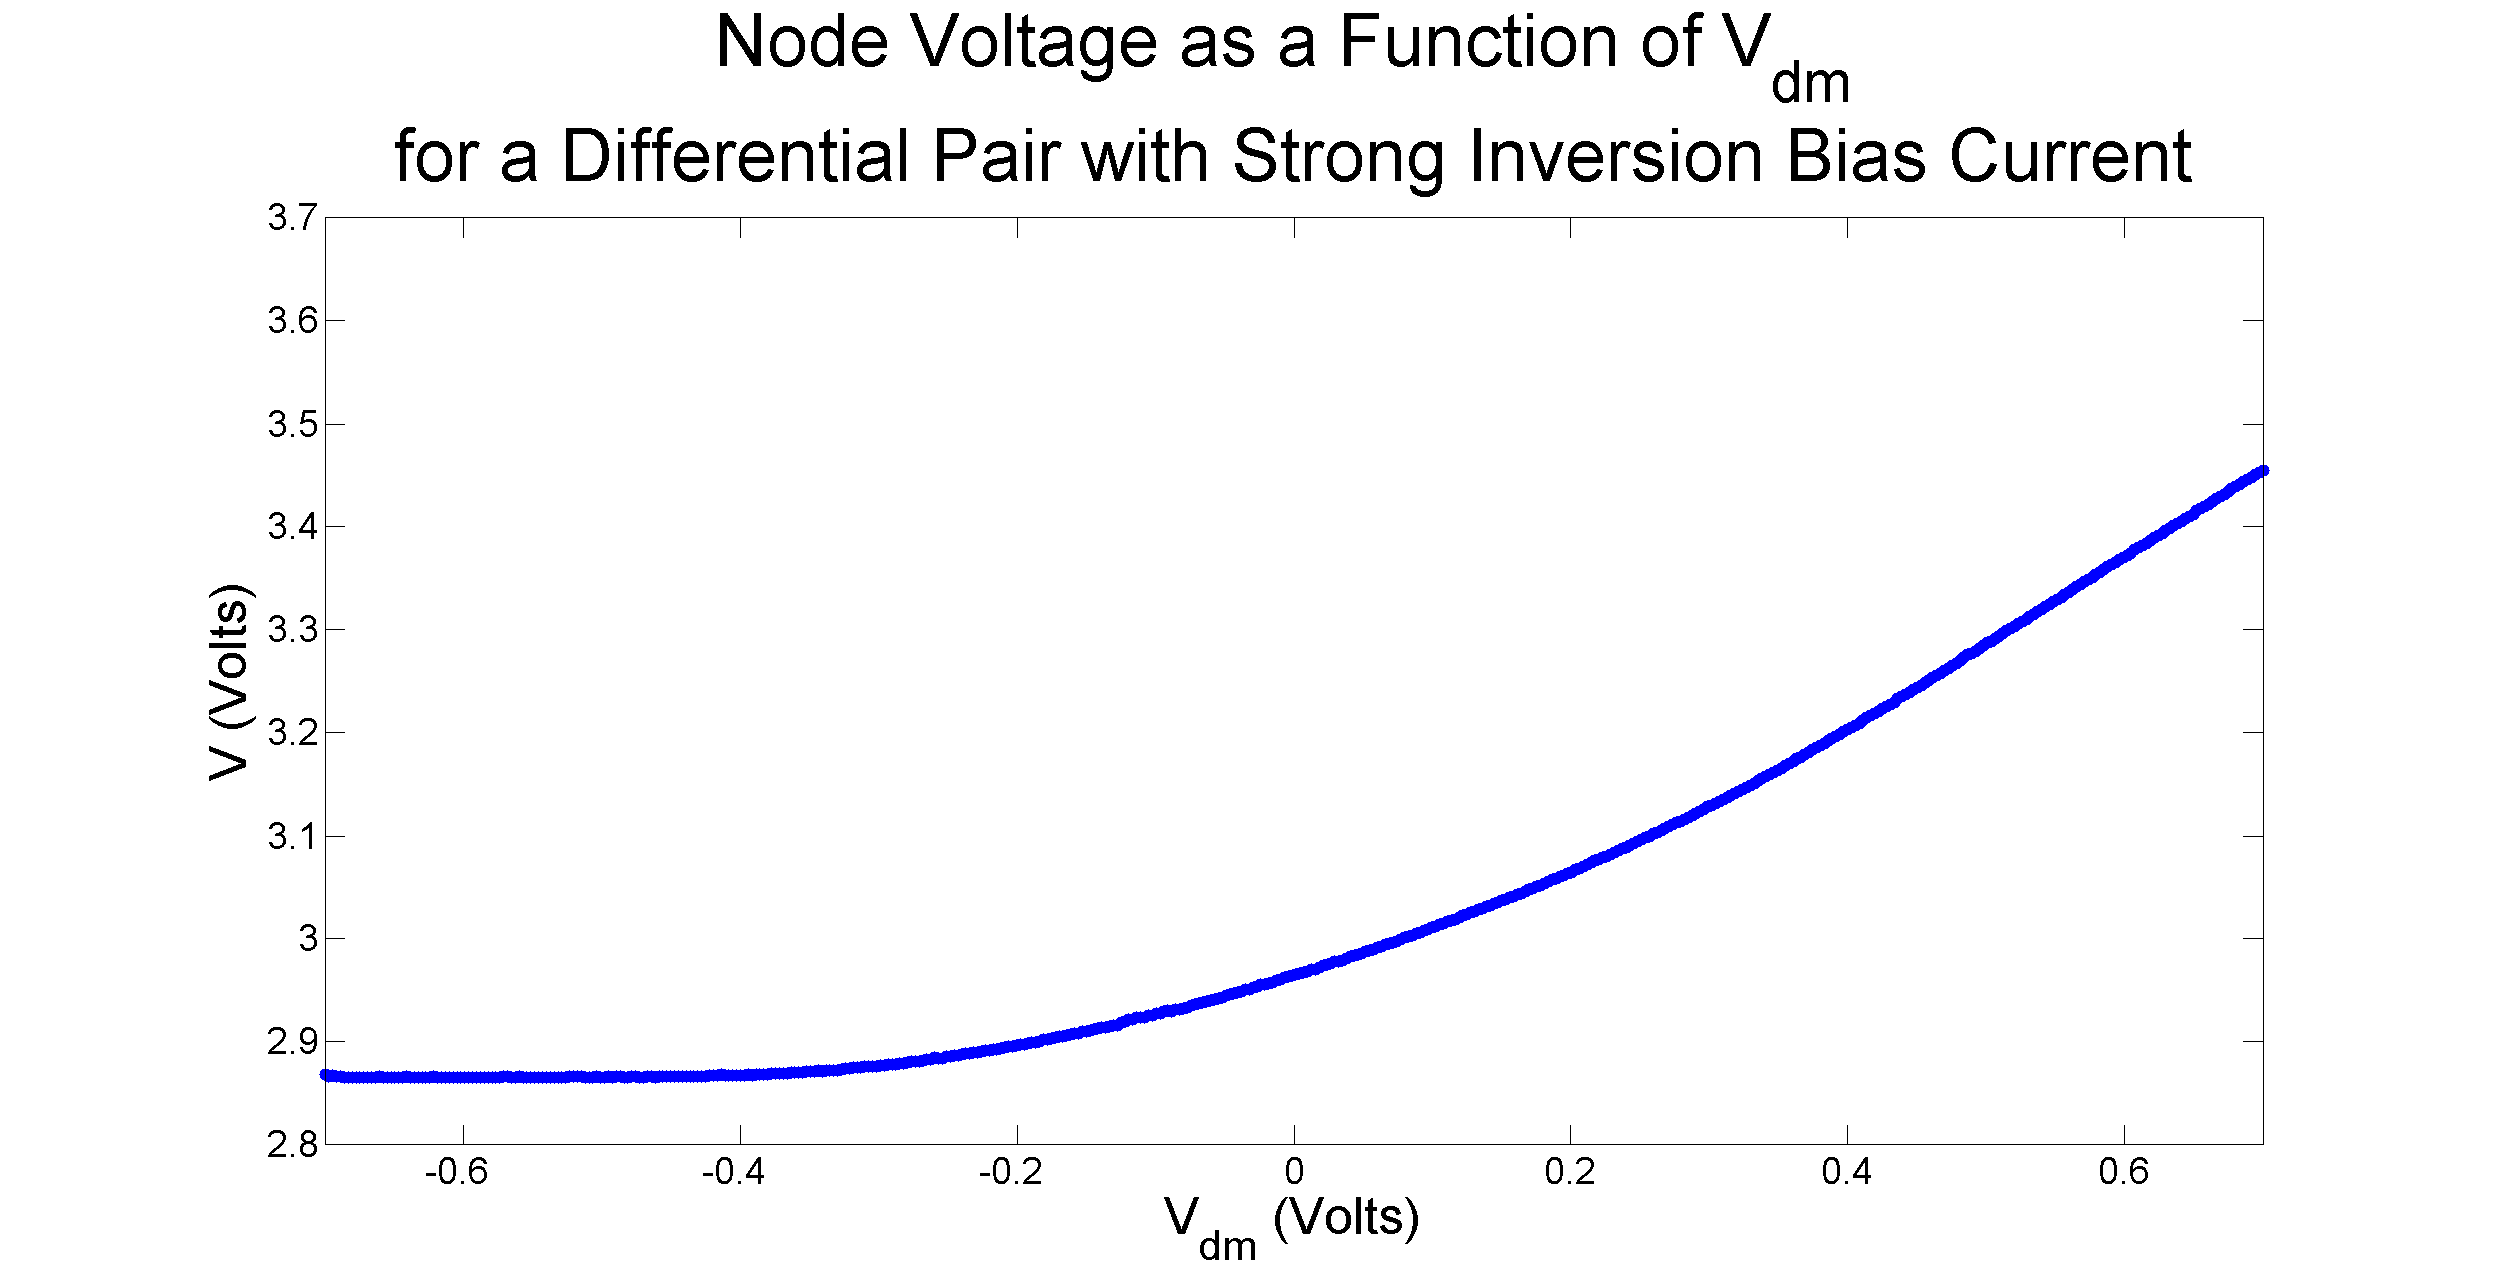 Node Voltage as a Function of V_dm
for a Differential Pair with Strong Inversion Bias Current
3.7
3.6
3.5
3.4
3.3
3.2
3.1
3
2.9
2.8
V (Volts)
-0.6 -0.4 -0.2 0 0.2 0.4 0.6
V_dm (Volts)